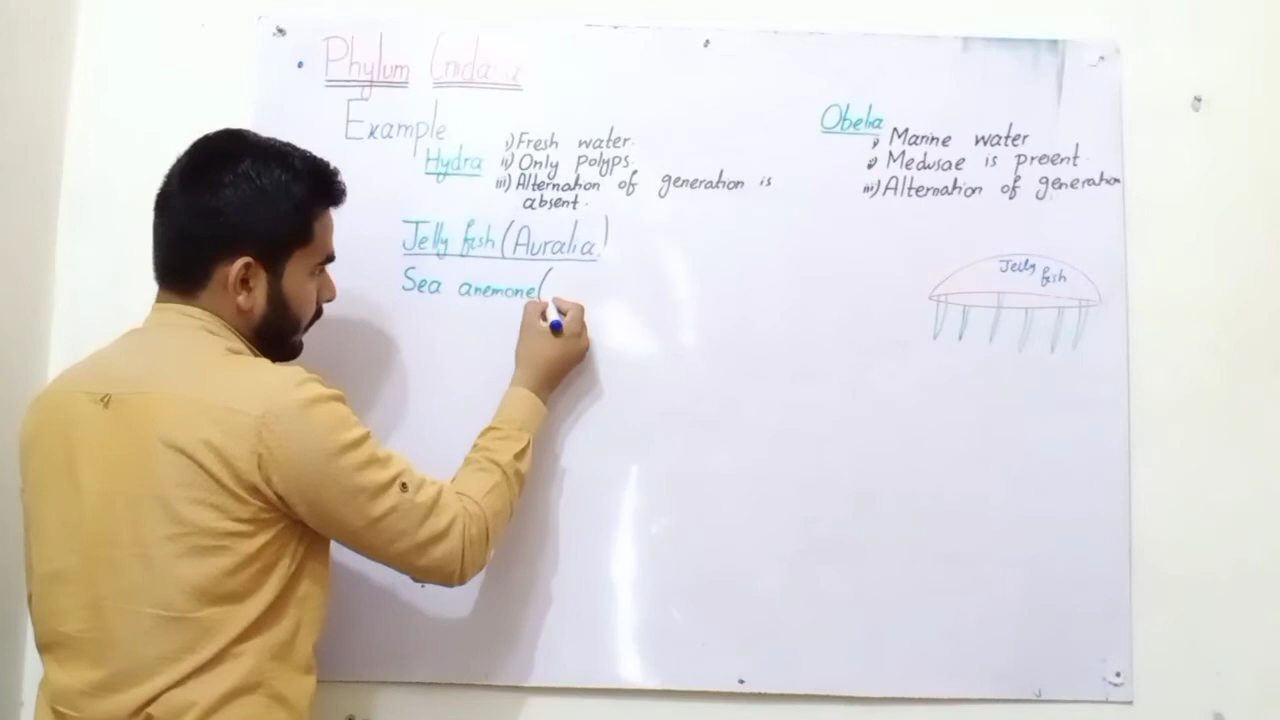 Phylum Cnidaria
Example
Hydra
i) Fresh water.
ii) Only polyps.
iii) Alternation of generation is
absent.
Jelly fish (Auralia)
Sea anemone (
Obelia
i) Marine water
ii) Medusae is present.
iii) Alternation of generation
Jelly fish